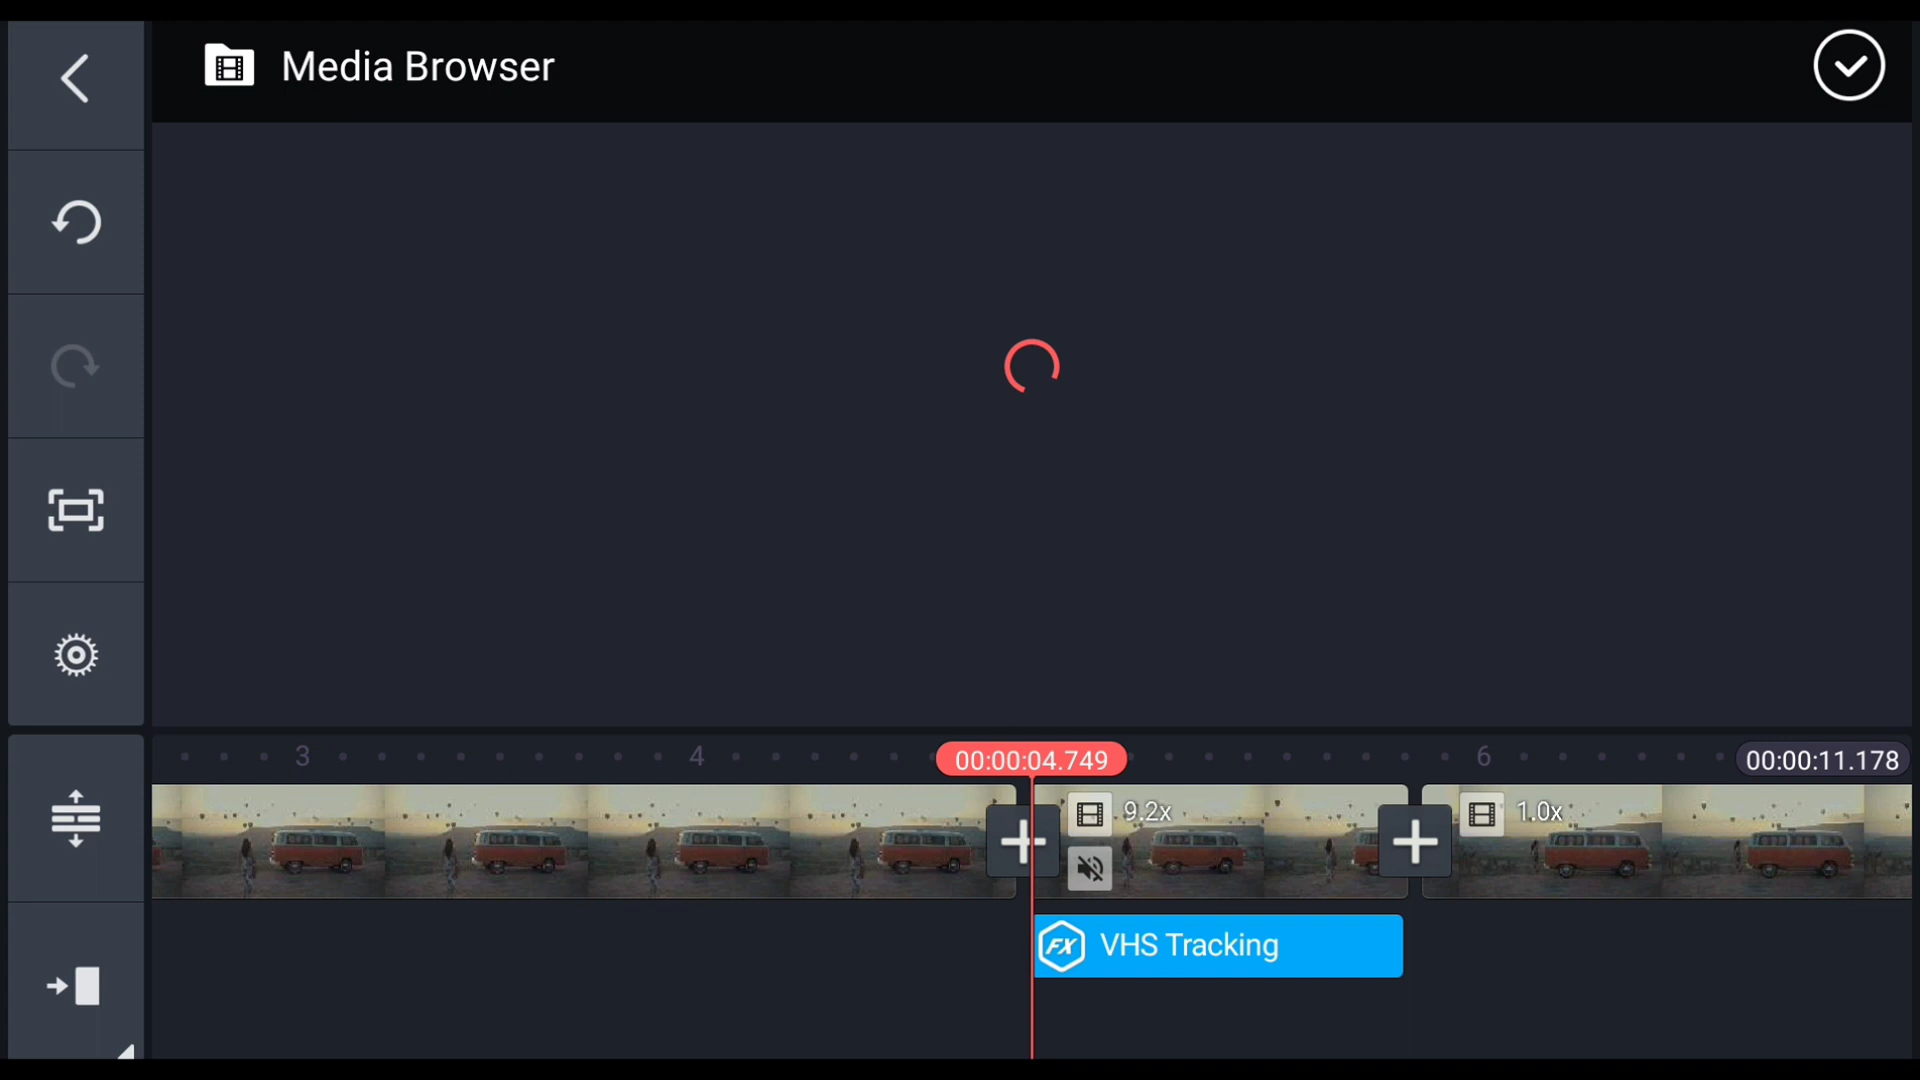 Media Browser
3
4
00:00:04.749
6
00:00:11.178
9.2x
1.0x
FX VHS Tracking